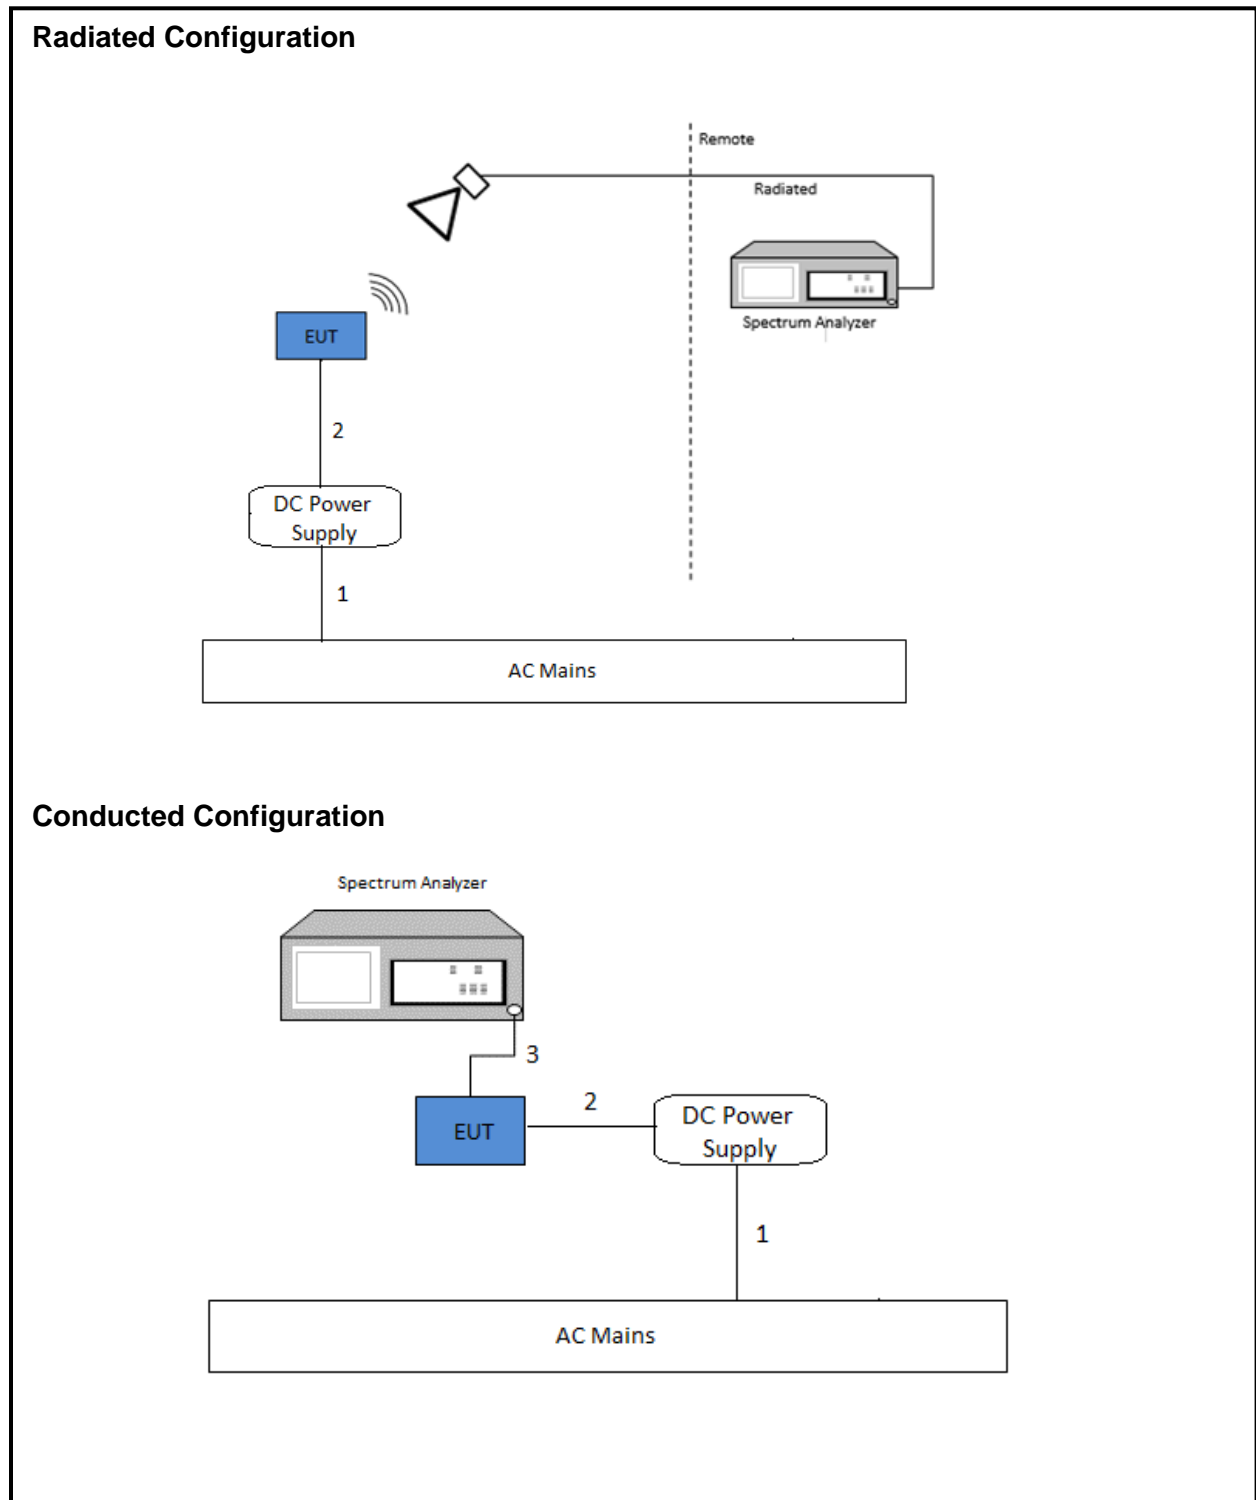 Radiated Configuration
Remote
Radiated
Spectrum Analyzer
EUT
2
DC Power
Supply
1
AC Mains
Conducted Configuration
Spectrum Analyzer
3
EUT
2
DC Power
Supply
1
AC Mains